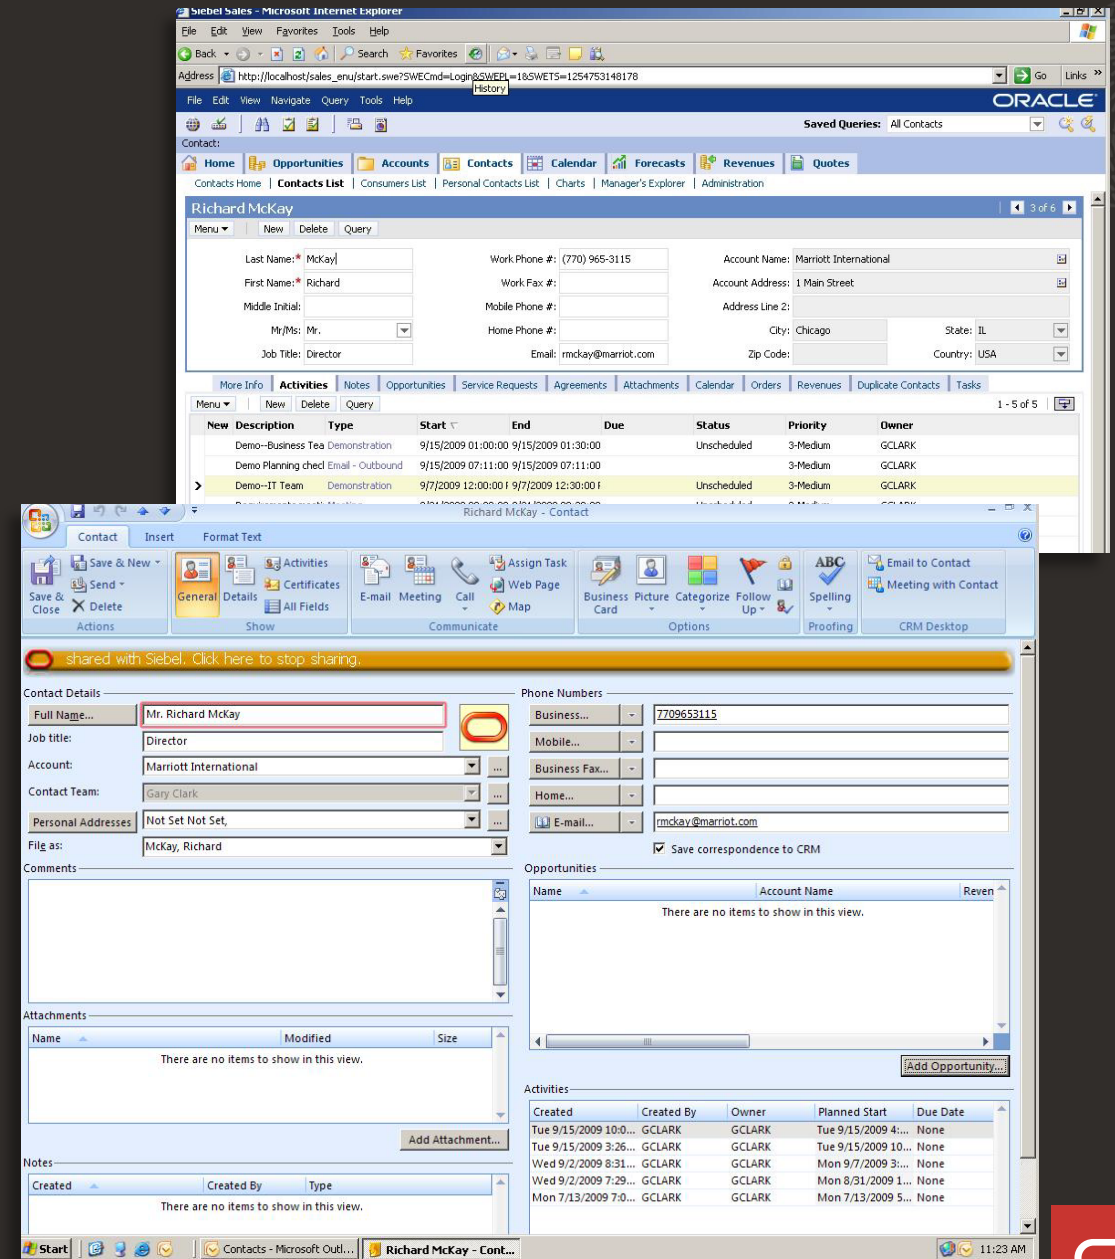 Siebel Sales - Microsoft Internet Explorer
File Edit View Favorites Tools Help
Back Search Favorites
Address http://localhost/sales_enu/start.swe?SWECmd=Login&SWEPL=1&SWETS=1254753148178 Go Links »
History
File Edit View Navigate Query Tools Help ORACLE
Saved Queries: All Contacts
Contact:
Home Opportunities Accounts Contacts Calendar Forecasts Revenues Quotes
Contacts Home | Contacts List | Consumers List | Personal Contacts List | Charts | Manager's Explorer | Administration
Richard McKay 3 of 6
Menu New Delete Query
Last Name:* McKay Work Phone #: (770) 965-3115 Account Name: Marriott International
First Name:* Richard Work Fax #: Account Address: 1 Main Street
Middle Initial: Mobile Phone #: Address Line 2:
Mr/Ms: Mr. Home Phone #: City: Chicago State: IL
Job Title: Director Email: rmckay@marriot.com Zip Code: Country: USA
More Info Activities Notes Opportunities Service Requests Agreements Attachments Calendar Orders Revenues Duplicate Contacts Tasks
Menu New Delete Query 1 - 5 of 5
New Description Type Start End Due Status Priority Owner
Demo--Business Tea Demonstration 9/15/2009 01:00:00 9/15/2009 01:30:00 Unscheduled 3-Medium GCLARK
Demo Planning checl Email - Outbound 9/15/2009 07:11:00 9/15/2009 07:11:00 3-Medium GCLARK
Demo--IT Team Demonstration 9/7/2009 12:00:00 9/7/2009 12:30:00 Unscheduled 3-Medium GCLARK
Richard McKay - Contact
Contact Insert Format Text
Save & Close Save & New Send Delete General Details Activities Certificates All Fields E-mail Meeting Call Assign Task Web Page Map Business Card Picture Categorize Follow Up ABC Spelling Email to Contact Meeting with Contact
Actions Show Communicate Options Proofing CRM Desktop
shared with Siebel. Click here to stop sharing.
Contact Details Phone Numbers
Full Name... Mr. Richard McKay Business... 7709653115
Job title: Director Mobile...
Account: Marriott International ... Business Fax...
Contact Team: Gary Clark ... Home...
Personal Addresses Not Set Not Set, ... E-mail... rmckay@marriot.com
File as: McKay, Richard Save correspondence to CRM
Comments Opportunities
Name Account Name Reven
There are no items to show in this view.
Attachments
Name Modified Size
There are no items to show in this view.
Add Opportunity...
Activities
Created Created By Owner Planned Start Due Date
Tue 9/15/2009 10:0... GCLARK GCLARK Tue 9/15/2009 4:... None
Add Attachment... Tue 9/15/2009 3:26... GCLARK GCLARK Tue 9/15/2009 10... None
Notes Wed 9/2/2009 8:31... GCLARK GCLARK Mon 9/7/2009 3:... None
Created Created By Type Wed 9/2/2009 7:29... GCLARK GCLARK Mon 8/31/2009 1... None
There are no items to show in this view. Mon 7/13/2009 7:0... GCLARK GCLARK Mon 7/13/2009 5... None
Start Contacts - Microsoft Outl... Richard McKay - Cont... 11:23 AM